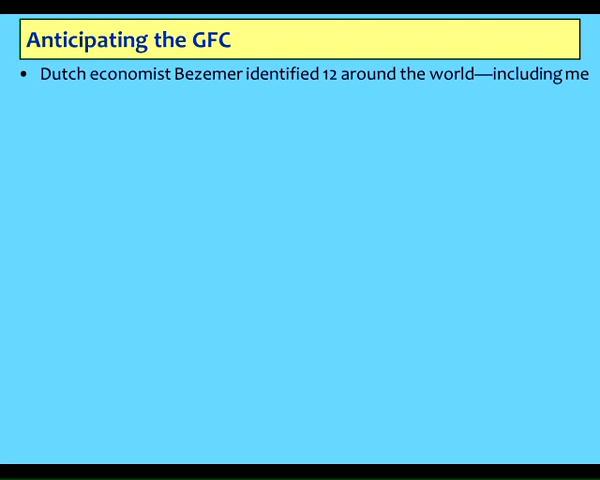 Anticipating the GFC
• Dutch economist Bezemer identified 12 around the world—including me